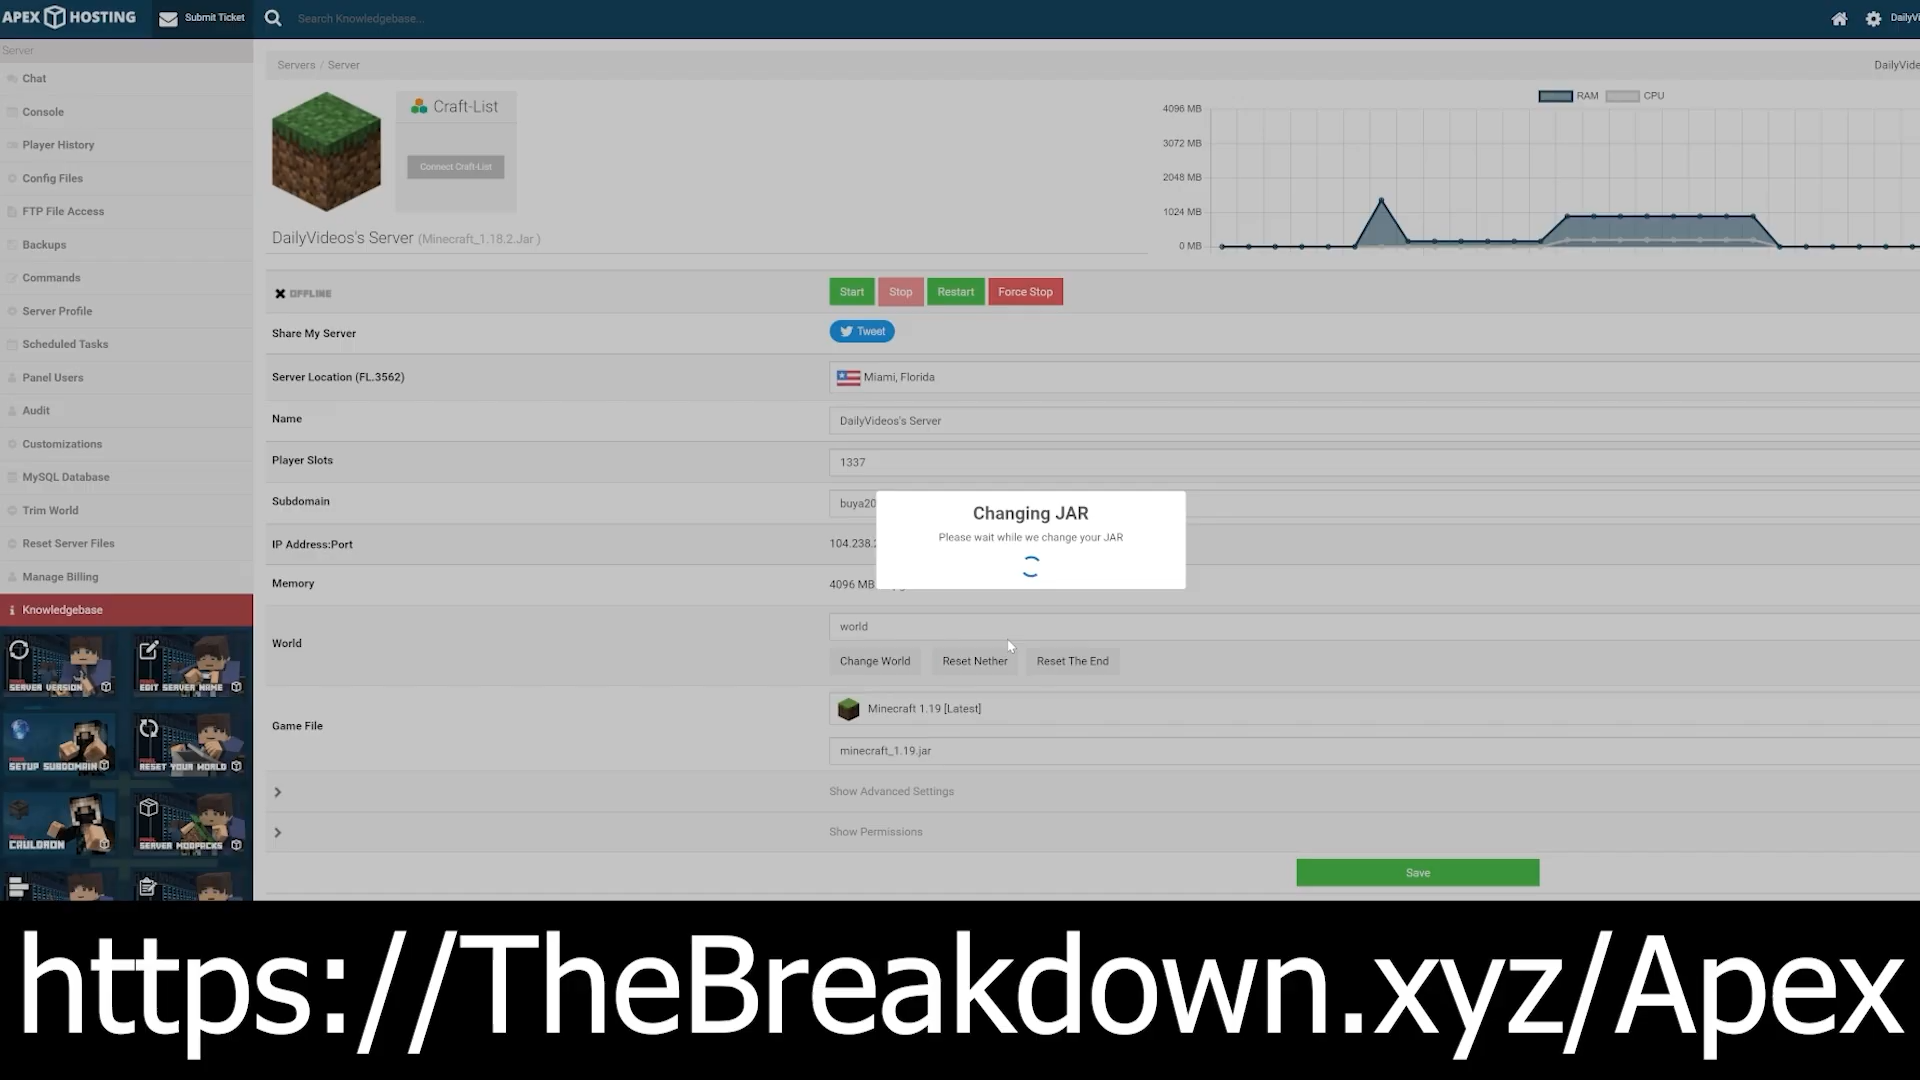 APEX HOSTING
Submit Ticket
Search Knowledgebase...
DailyVi
Server
Chat
Console
Player History
Config Files
FTP File Access
Backups
Commands
Server Profile
Scheduled Tasks
Panel Users
Audit
Customizations
MySQL Database
Trim World
Reset Server Files
Manage Billing
Knowledgebase
SERVER VERSION
EDIT SERVER NAME
SETUP SUBDOMAIN
RESET YOUR WORLD
CAULDRON
SERVER MODPACKS
Servers / Server
DailyVide
Craft-List
Connect Craft-List
DailyVideos's Server (Minecraft_1.18.2.Jar )
RAM CPU
4096 MB
3072 MB
2048 MB
1024 MB
0 MB
OFFLINE
Start Stop Restart Force Stop
Share My Server
Tweet
Server Location (FL.3562)
Miami, Florida
Name
DailyVideos's Server
Player Slots
1337
Subdomain
buya20
IP Address:Port
104.238.
Memory
4096 MB
Changing JAR
Please wait while we change your JAR
World
world
Change World Reset Nether Reset The End
Game File
Minecraft 1.19 [Latest]
minecraft_1.19.jar
Show Advanced Settings
Show Permissions
Save
https://TheBreakdown.xyz/Apex